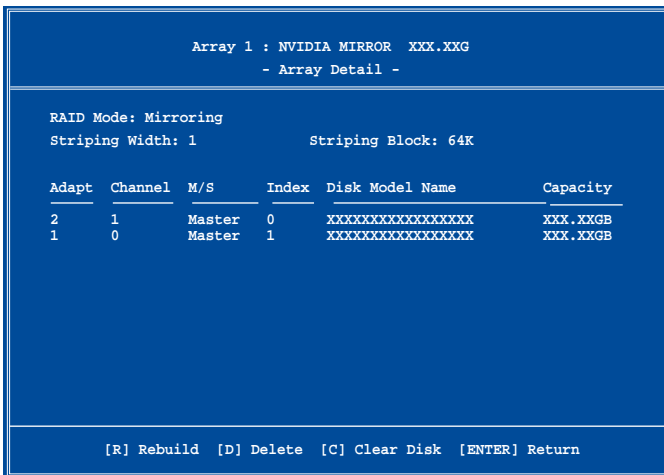 Array 1 : NVIDIA MIRROR XXX.XXG
- Array Detail -
RAID Mode: Mirroring
Striping Width: 1 Striping Block: 64K
Adapt Channel M/S Index Disk Model Name Capacity
2 1 Master 0 XXXXXXXXXXXXXXXXX XXX.XXGB
1 0 Master 1 XXXXXXXXXXXXXXXXX XXX.XXGB
[R] Rebuild [D] Delete [C] Clear Disk [ENTER] Return